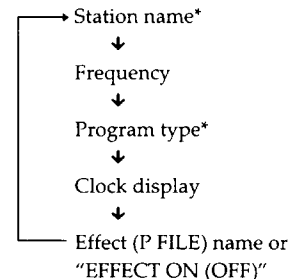 Station name*
Frequency
Program type*
Clock display
Effect (P FILE) name or
"EFFECT ON (OFF)"